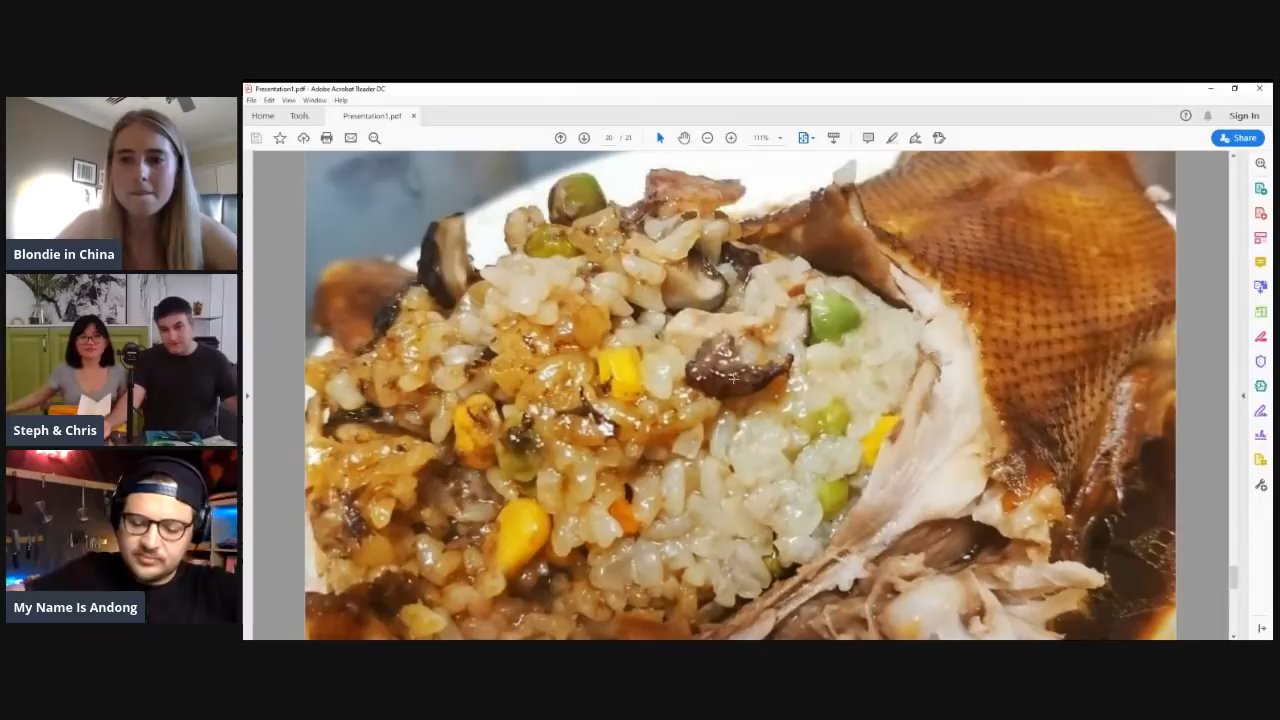 Blondie in China
Steph & Chris
My Name Is Andong
Presentation1.pdf - Adobe Acrobat Reader DC
File Edit View Window Help
Home Tools Presentation1.pdf × Sign In
20 / 21 111% Share